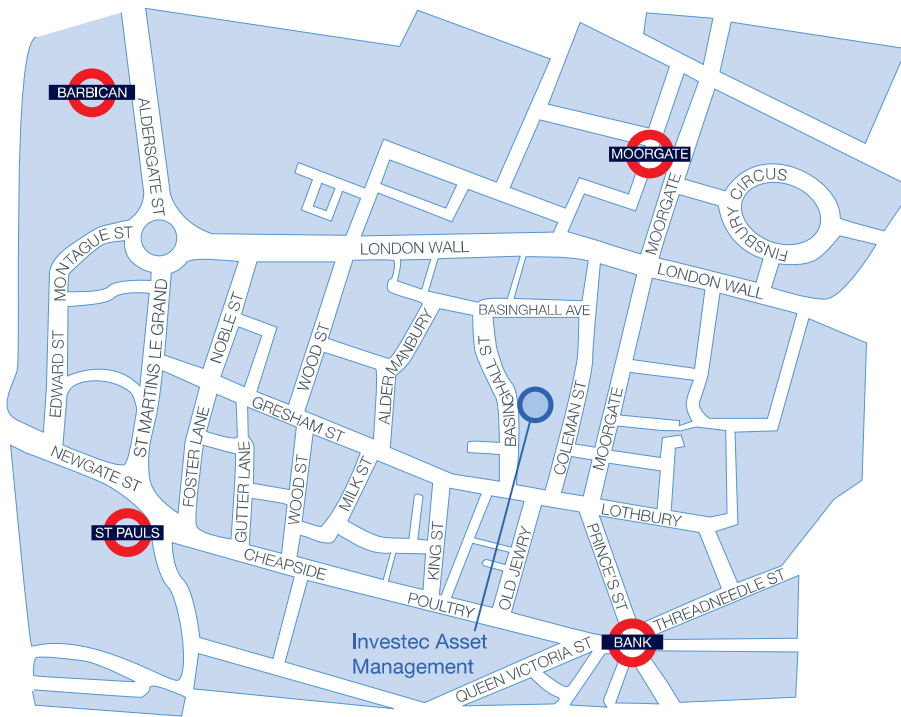 BARBICAN
ALDERSGATE ST
MOORGATE
MOORGATE
FINSBURY CIRCUS
MONTAGUE ST
LONDON WALL
LONDON WALL
BASINGHALL AVE
ST MARTINS LE GRAND
NOBLE ST
WOOD ST
ALDERMANBURY
BASINGHALL ST
EDWARD ST
GRESHAM ST
COLEMAN ST
MOORGATE
NEWGATE ST
FOSTER LANE
GUTTER LANE
WOOD ST
MILK ST
LOTHBURY
ST PAULS
KING ST
OLD JEWRY
PRINCE'S ST
CHEAPSIDE
POULTRY
THREADNEEDLE ST
BANK
Investec Asset
Management
QUEEN VICTORIA ST